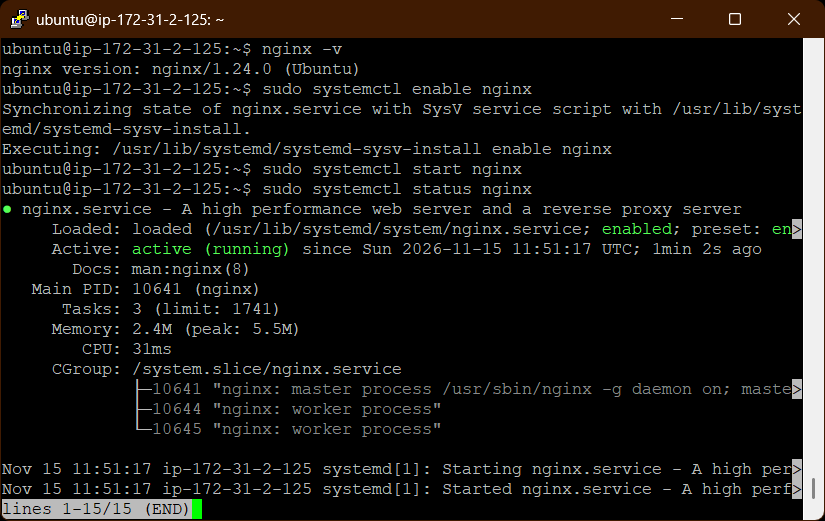 ubuntu@ip-172-31-2-125: ~
ubuntu@ip-172-31-2-125:~$ nginx -v
nginx version: nginx/1.24.0 (Ubuntu)
ubuntu@ip-172-31-2-125:~$ sudo systemctl enable nginx
Synchronizing state of nginx.service with SysV service script with /usr/lib/syst
emd/systemd-sysv-install.
Executing: /usr/lib/systemd/systemd-sysv-install enable nginx
ubuntu@ip-172-31-2-125:~$ sudo systemctl start nginx
ubuntu@ip-172-31-2-125:~$ sudo systemctl status nginx
● nginx.service - A high performance web server and a reverse proxy server
     Loaded: loaded (/usr/lib/systemd/system/nginx.service; enabled; preset: en>
     Active: active (running) since Sun 2026-11-15 11:51:17 UTC; 1min 2s ago
       Docs: man:nginx(8)
   Main PID: 10641 (nginx)
      Tasks: 3 (limit: 1741)
     Memory: 2.4M (peak: 5.5M)
        CPU: 31ms
     CGroup: /system.slice/nginx.service
             ├─10641 "nginx: master process /usr/sbin/nginx -g daemon on; maste>
             ├─10644 "nginx: worker process"
             └─10645 "nginx: worker process"
Nov 15 11:51:17 ip-172-31-2-125 systemd[1]: Starting nginx.service - A high per>
Nov 15 11:51:17 ip-172-31-2-125 systemd[1]: Started nginx.service - A high perf>
lines 1-15/15 (END)